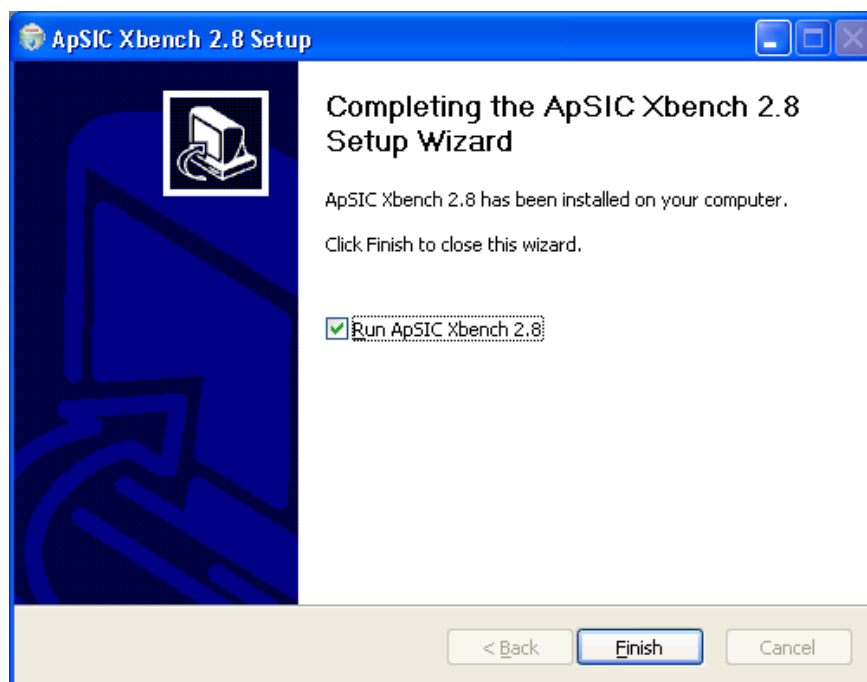 ApSIC Xbench 2.8 Setup
Completing the ApSIC Xbench 2.8
Setup Wizard
ApSIC Xbench 2.8 has been installed on your computer.
Click Finish to close this wizard.
Run ApSIC Xbench 2.8
< Back
Finish
Cancel